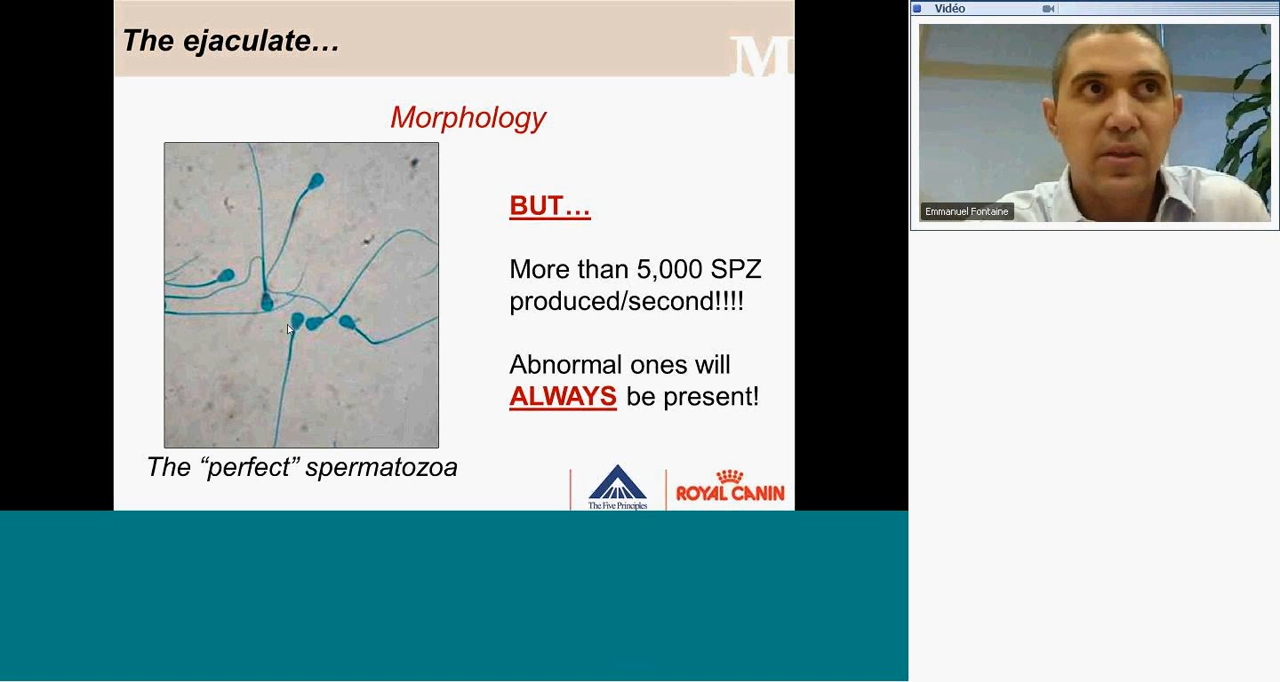 The ejaculate…
M
Morphology
BUT…
More than 5,000 SPZ
produced/second!!!!
Abnormal ones will
ALWAYS be present!
The “perfect” spermatozoa
The Five Principles
ROYAL CANIN
Vidéo
Emmanuel Fontaine